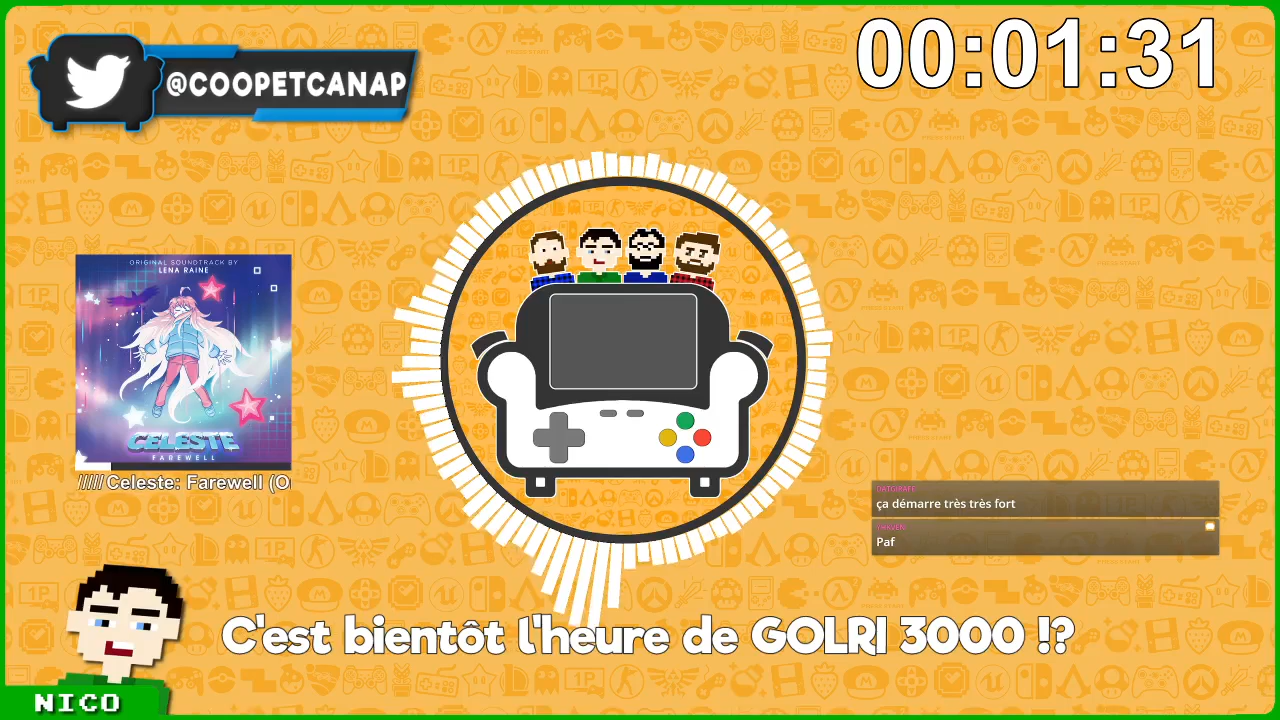 @COOPETCANAP
00:01:31
ORIGINAL SOUNDTRACK BY
LENA RAINE
CELESTE
FAREWELL
///// Celeste: Farewell (O
ça démarre très très fort
Paf
C'est bientôt l'heure de GOLRI 3000 !?
NICO